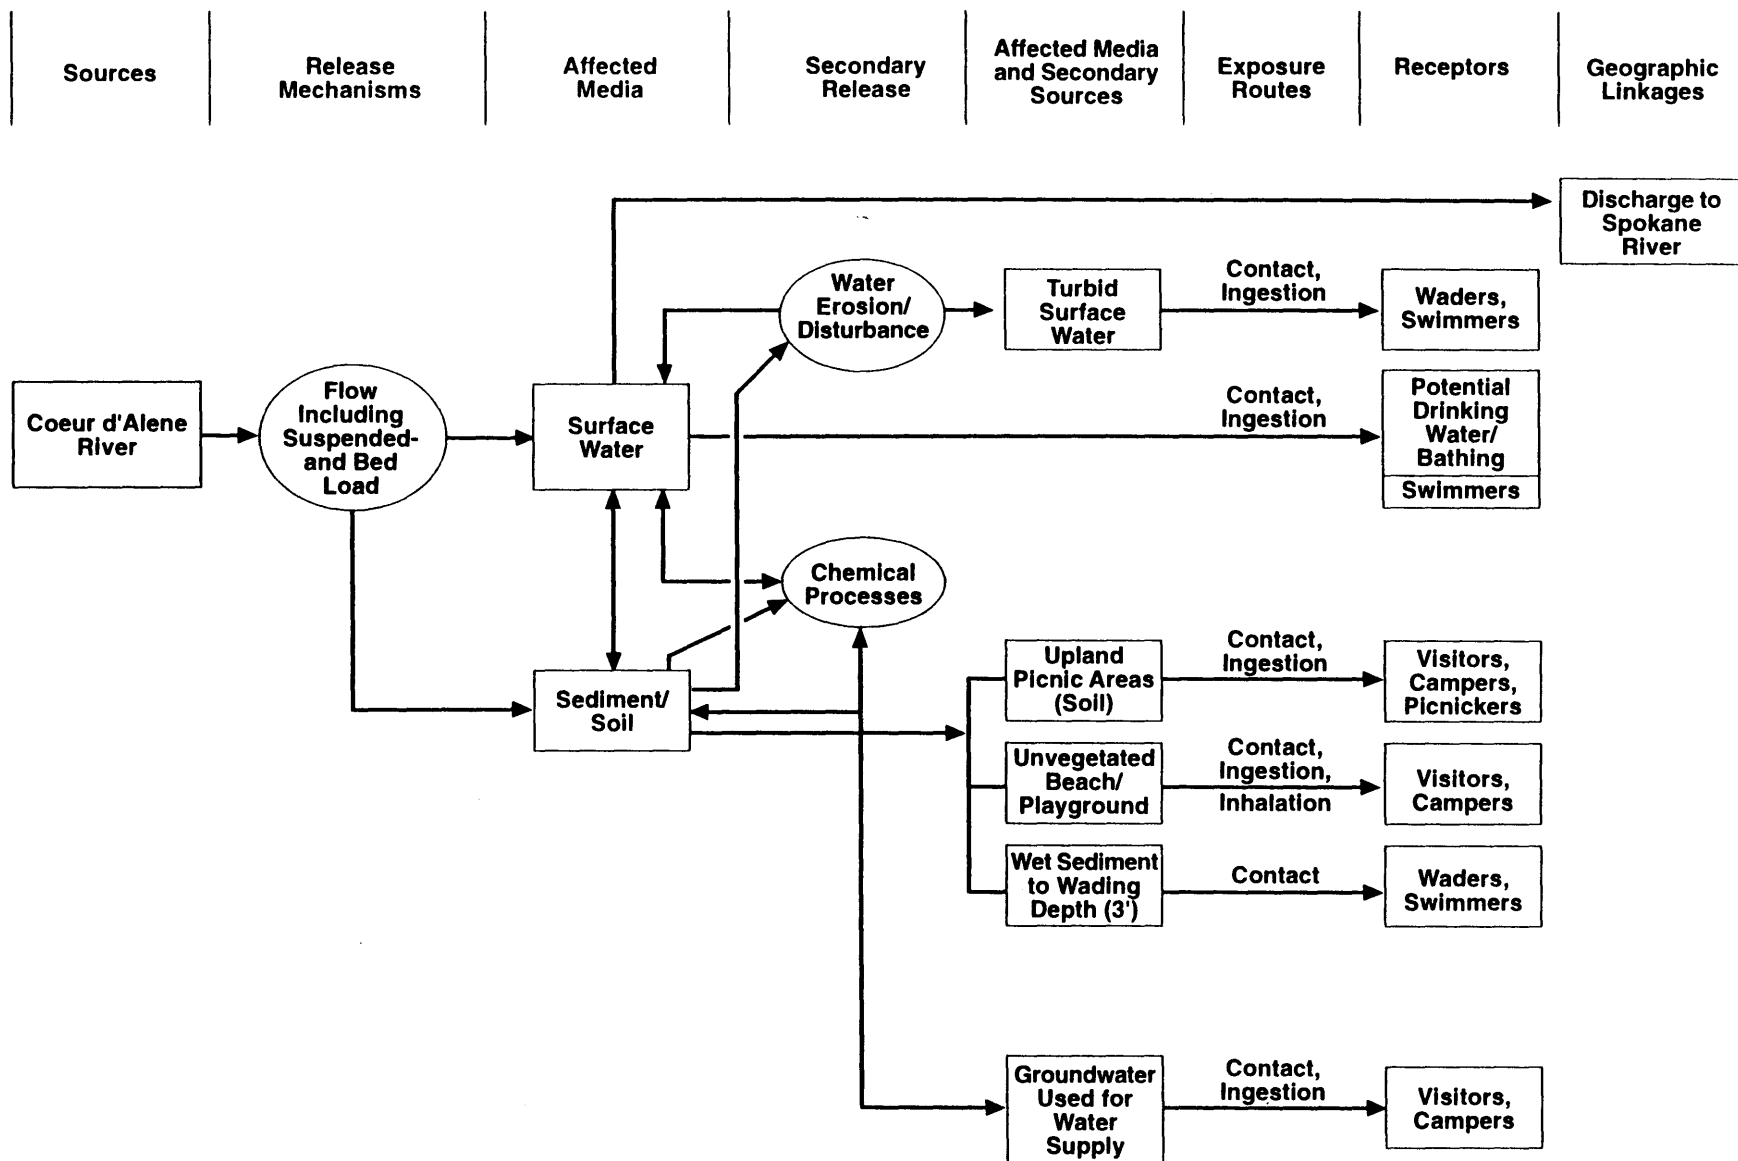 Sources
Release
Mechanisms
Affected
Media
Secondary
Release
Affected Media
and Secondary
Sources
Exposure
Routes
Receptors
Geographic
Linkages
Discharge to
Spokane
River
Water
Erosion/
Disturbance
Turbid
Surface
Water
Contact,
Ingestion
Waders,
Swimmers
Coeur d'Alene
River
Flow
Including
Suspended-
and Bed
Load
Surface
Water
Contact,
Ingestion
Potential
Drinking
Water/
Bathing
Swimmers
Chemical
Processes
Sediment/
Soil
Upland
Picnic Areas
(Soil)
Contact,
Ingestion
Visitors,
Campers,
Picnickers
Unvegetated
Beach/
Playground
Contact,
Ingestion,
Inhalation
Visitors,
Campers
Wet Sediment
to Wading
Depth (3')
Contact
Waders,
Swimmers
Groundwater
Used for
Water
Supply
Contact,
Ingestion
Visitors,
Campers